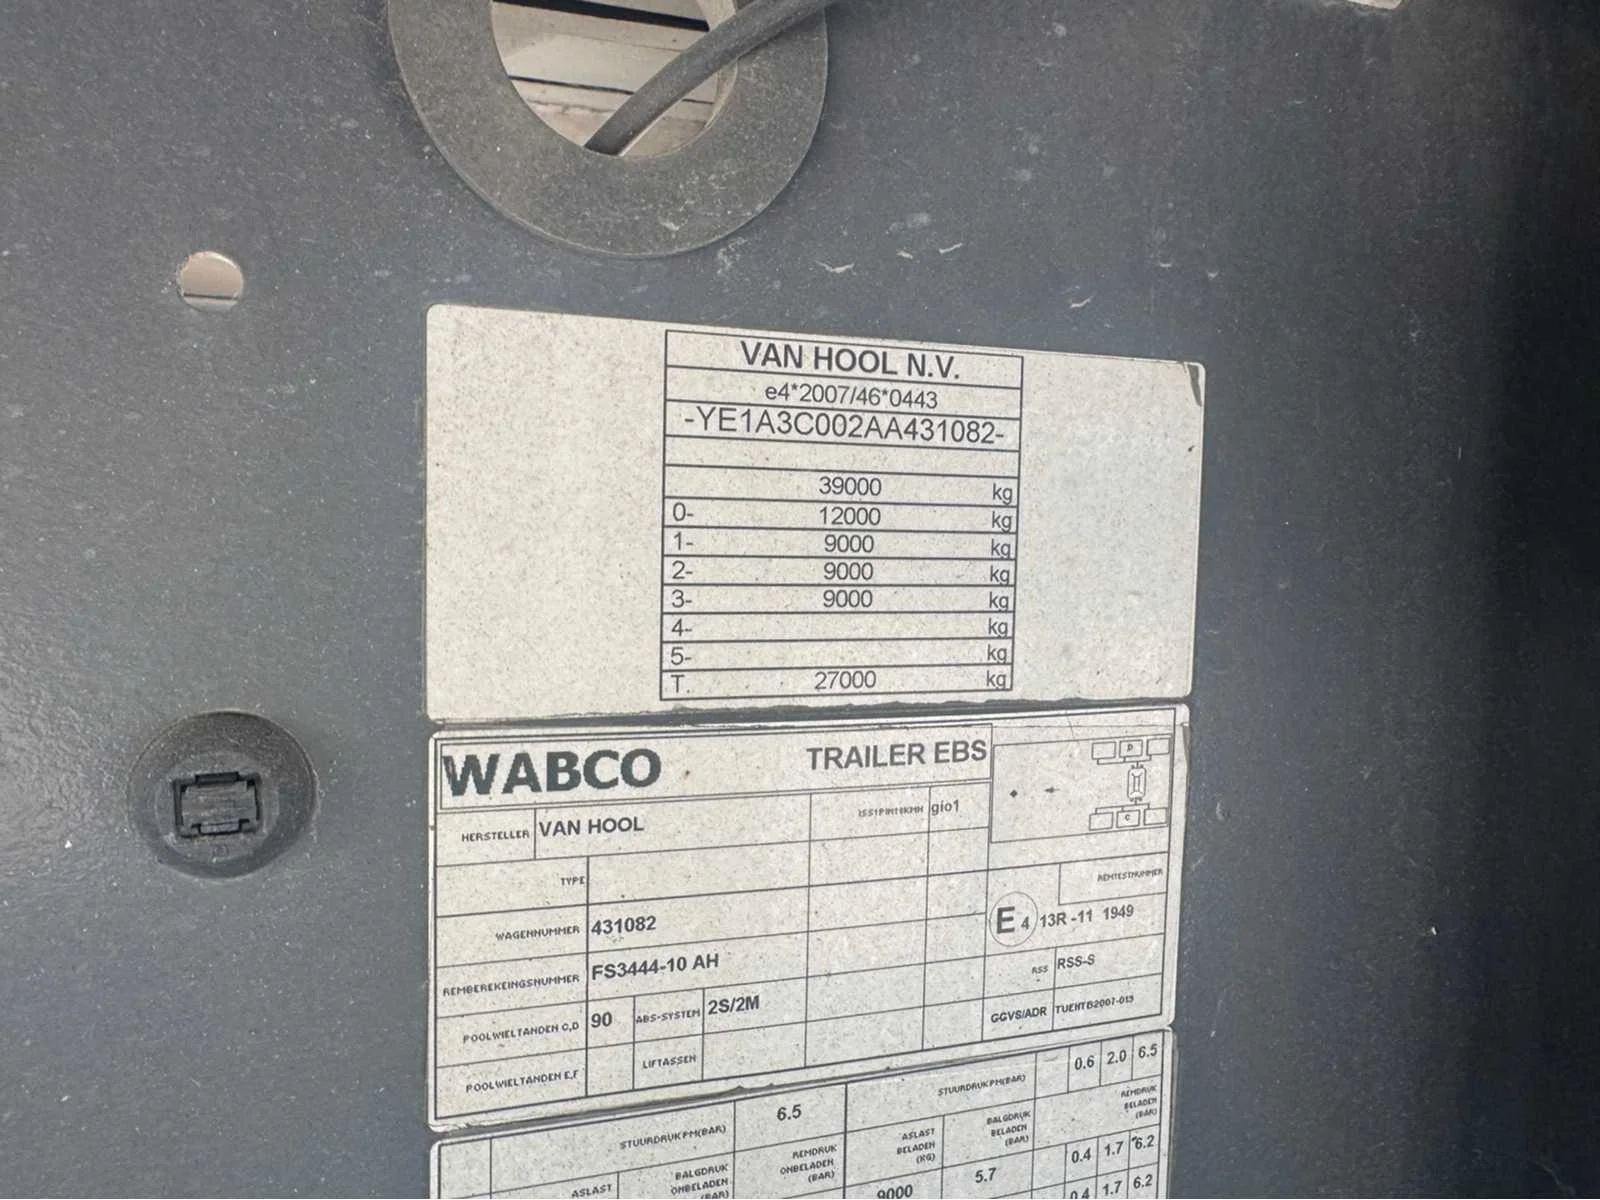 VAN HOOL N.V.
e4*2007/46*0443
-YE1A3C002AA431082-
39000 kg
0- 12000 kg
1- 9000 kg
2- 9000 kg
3- 9000 kg
4- kg
5- kg
T. 27000 kg
WABCO TRAILER EBS
D
C
HERSTELLER VAN HOOL gio1
TYPE
REMTESTNUMMER
WAGENNUMMER 431082
E 4 13R -11 1949
REMBEREKEINGSNUMMER FS3444-10 AH
RSS RSS-S
POOLWIELTANDEN C,D 90 ABS-SYSTEM 2S/2M
GGVS/ADR TUEHTB2007-013
POOLWIELTANDEN E,F LIFTASSEN
STUURDRUK PM(BAR) 6.5 STUURDRUK PM(BAR) 0.6 2.0 6.5
ASLAST
BALGDRUK ONBELADEN (BAR)
REMDRUK ONBELADEN (BAR)
ASLAST BELADEN (KG)
BALGDRUK BELADEN (BAR)
REMDRUK BELADEN (BAR)
9000 5.7 0.4 1.7 6.2
0.4 1.7 6.2